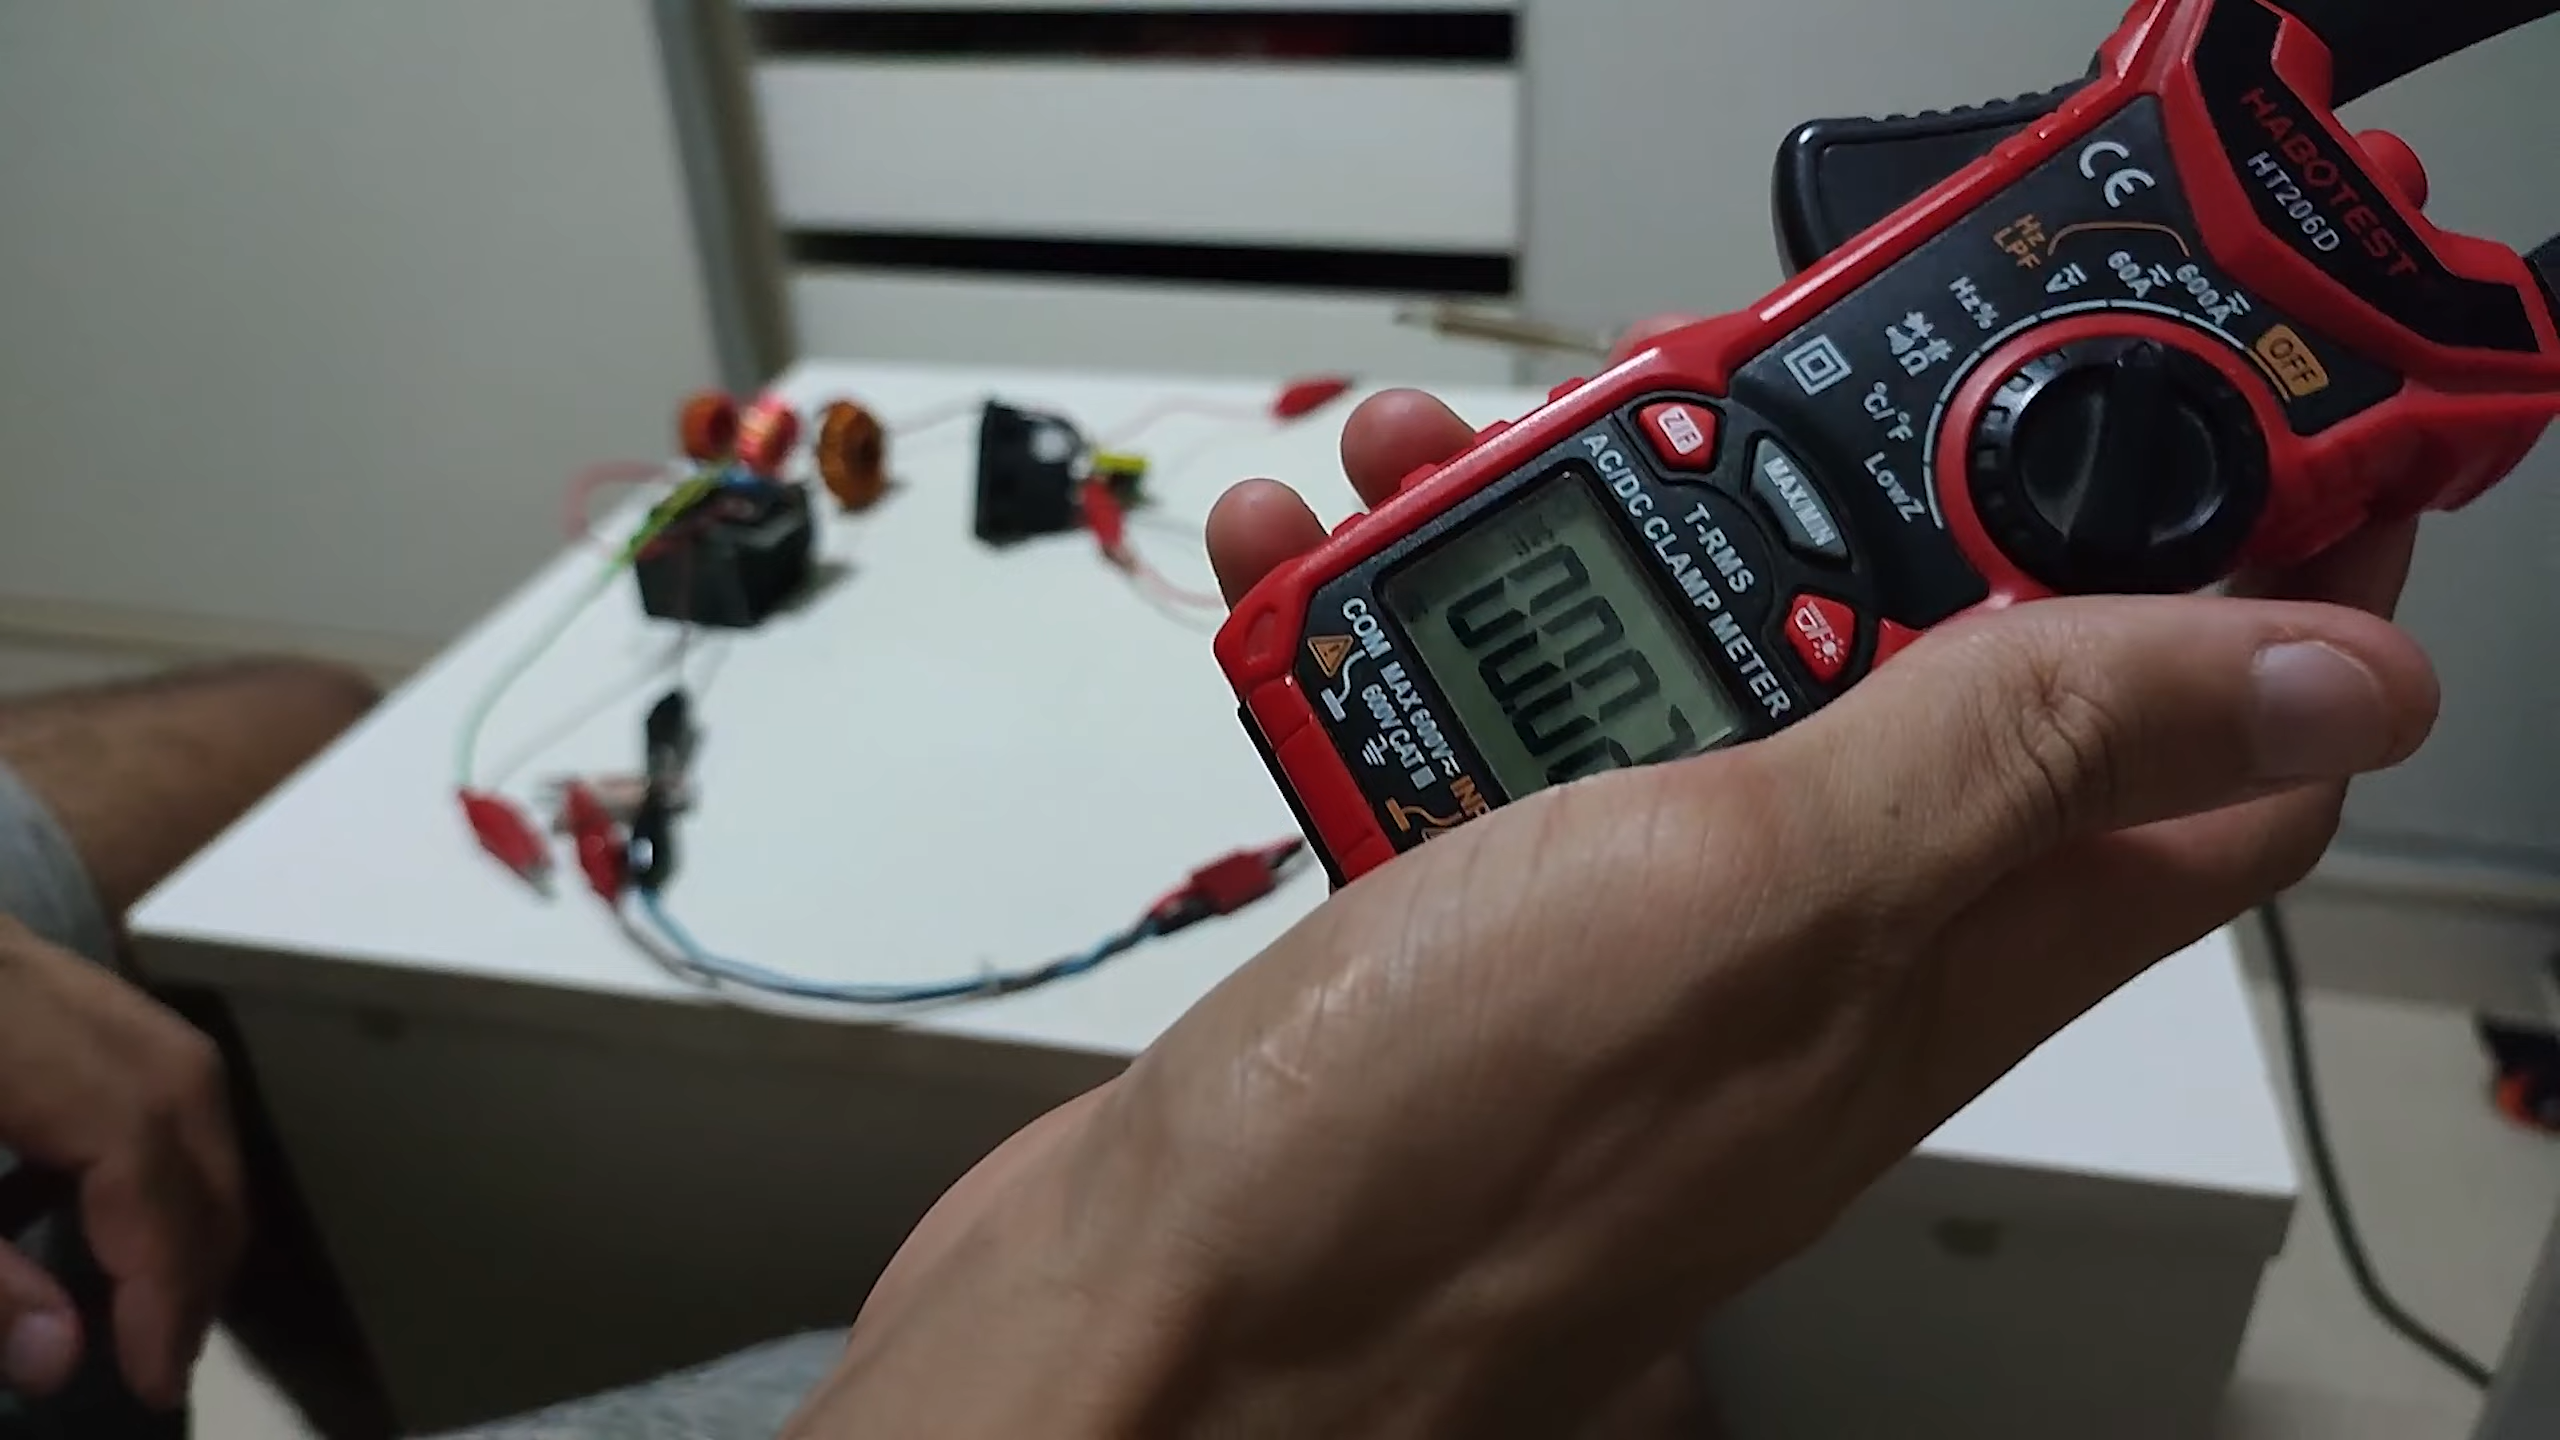 HABOTEST
HT206D
CE
Hz
LPF
V
60A
600A
OFF
Hz%
Ω
°C/°F
LowZ
Z/F
MAX/MIN
T-RMS
AC/DC CLAMP METER
COM MAX 600V
600V CAT III